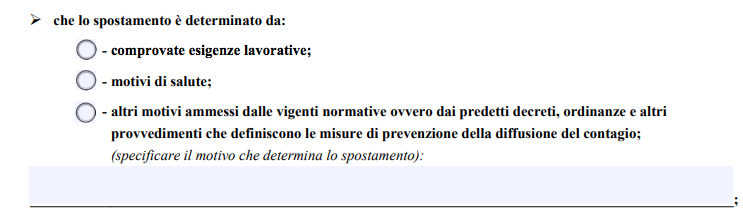 ➢ che lo spostamento è determinato da:
- comprovate esigenze lavorative;
- motivi di salute;
- altri motivi ammessi dalle vigenti normative ovvero dai predetti decreti, ordinanze e altri
provvedimenti che definiscono le misure di prevenzione della diffusione del contagio;
(specificare il motivo che determina lo spostamento):
;